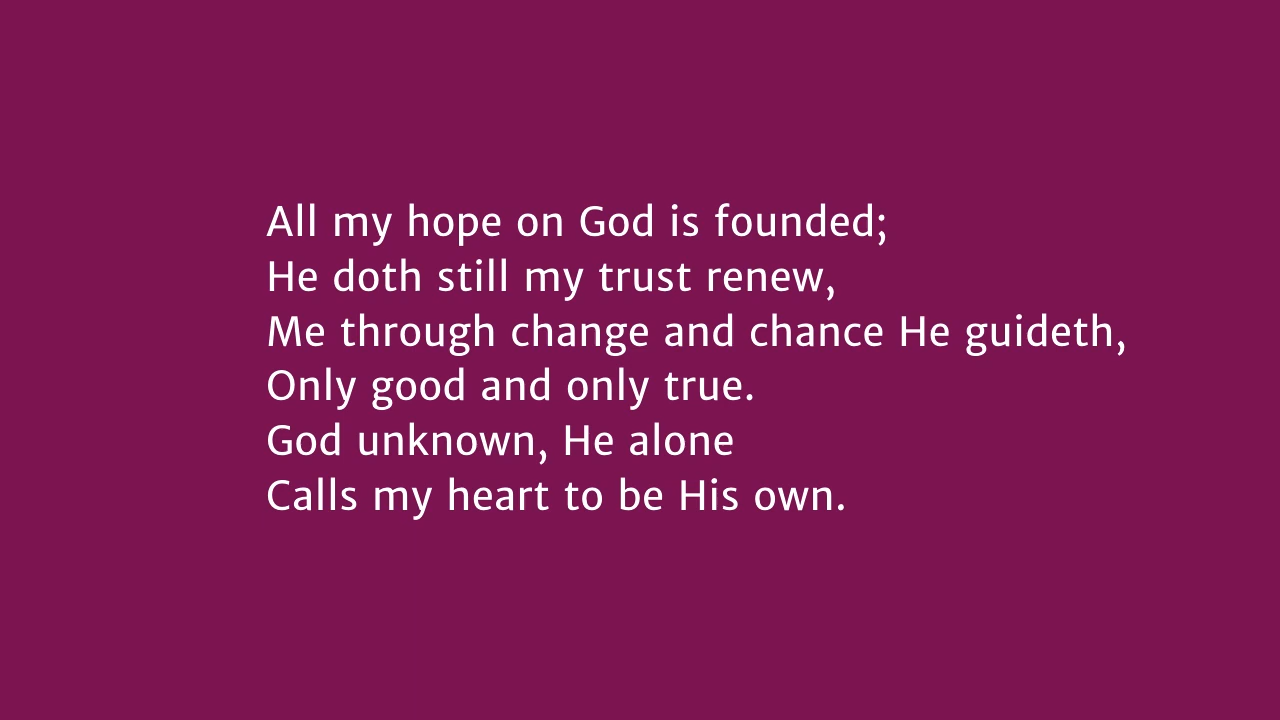 All my hope on God is founded;
He doth still my trust renew,
Me through change and chance He guideth,
Only good and only true.
God unknown, He alone
Calls my heart to be His own.